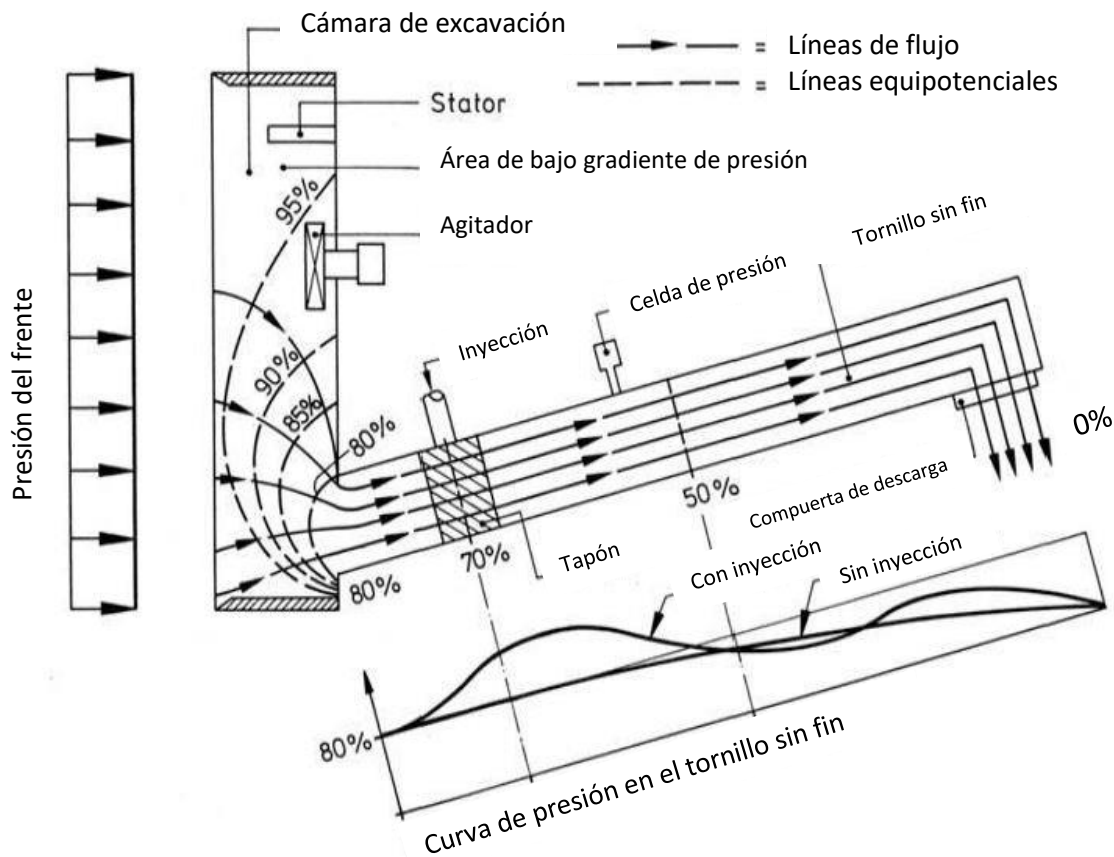 Cámara de excavación
= Líneas de flujo
= Líneas equipotenciales
Stator
Área de bajo gradiente de presión
95%
Agitador
Tornillo sin fin
Celda de presión
Inyección
Presión del frente
90%
85%
80%
0%
50%
Compuerta de descarga
70%
Tapón
80%
Con inyección
Sin inyección
80%
Curva de presión en el tornillo sin fin